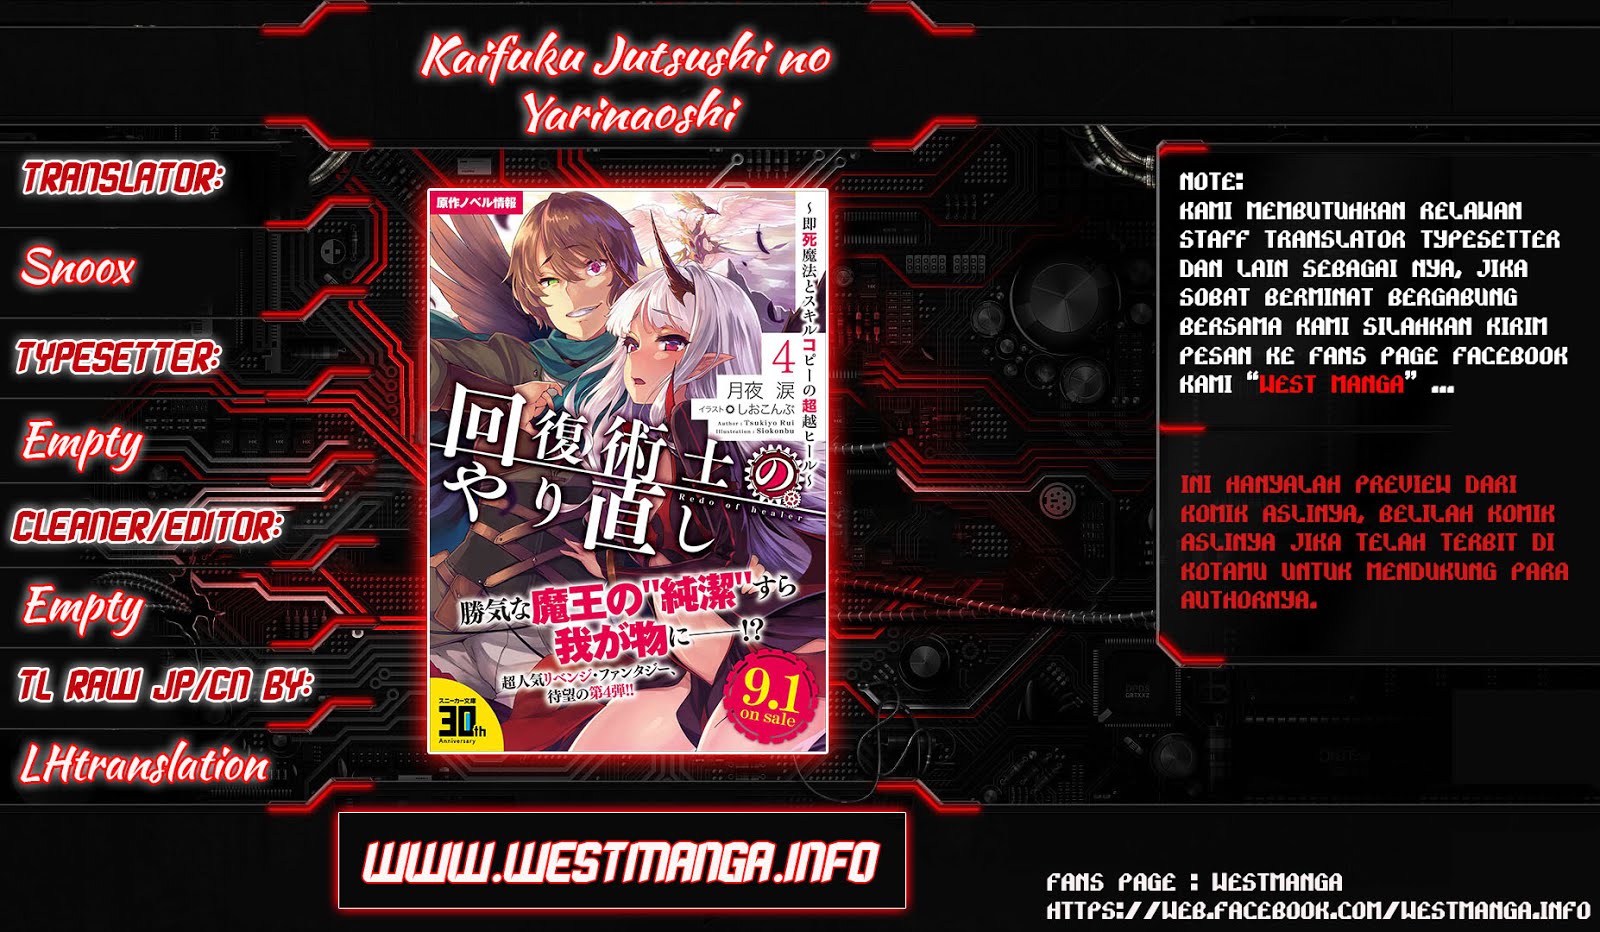 Kaifuku Jutsushi no
Yarinaoshi
TRANSLATOR:
Snoox
TYPESETTER:
Empty
CLEANER/EDITOR:
Empty
TL RAW JP/CN BY:
LHtranslation
原作ノベル情報
～即死魔法とスキルコピーの超越ヒール～
4
月夜 涙
イラスト しおこんぶ
Author : Tsukiyo Rui
Illustration : Siokonbu
回復術士の
やり直し
Redo of healer
勝気な魔王の"純潔"すら
我が物に――!?
超人気リベンジ・ファンタジー、
待望の第4弾!!
スニーカー文庫
30th
Anniversary
9.1
on sale
NOTE:
KAMI MEMBUTUHKAN RELAWAN
STAFF TRANSLATOR TYPESETTER
DAN LAIN SEBAGAI NYA, JIKA
SOBAT BERMINAT BERGABUNG
BERSAMA KAMI SILAHKAN KIRIM
PESAN KE FANS PAGE FACEBOOK
KAMI “WEST MANGA” ...
INI HANYALAH PREVIEW DARI
KOMIK ASLINYA, BELILAH KOMIK
ASLINYA JIKA TELAH TERBIT DI
KOTAMU UNTUK MENDUKUNG PARA
AUTHORNYA.
WWW.WESTMANGA.INFO
FANS PAGE : WESTMANGA
HTTPS://WEB.FACEBOOK.COM/WESTMANGA.INFO